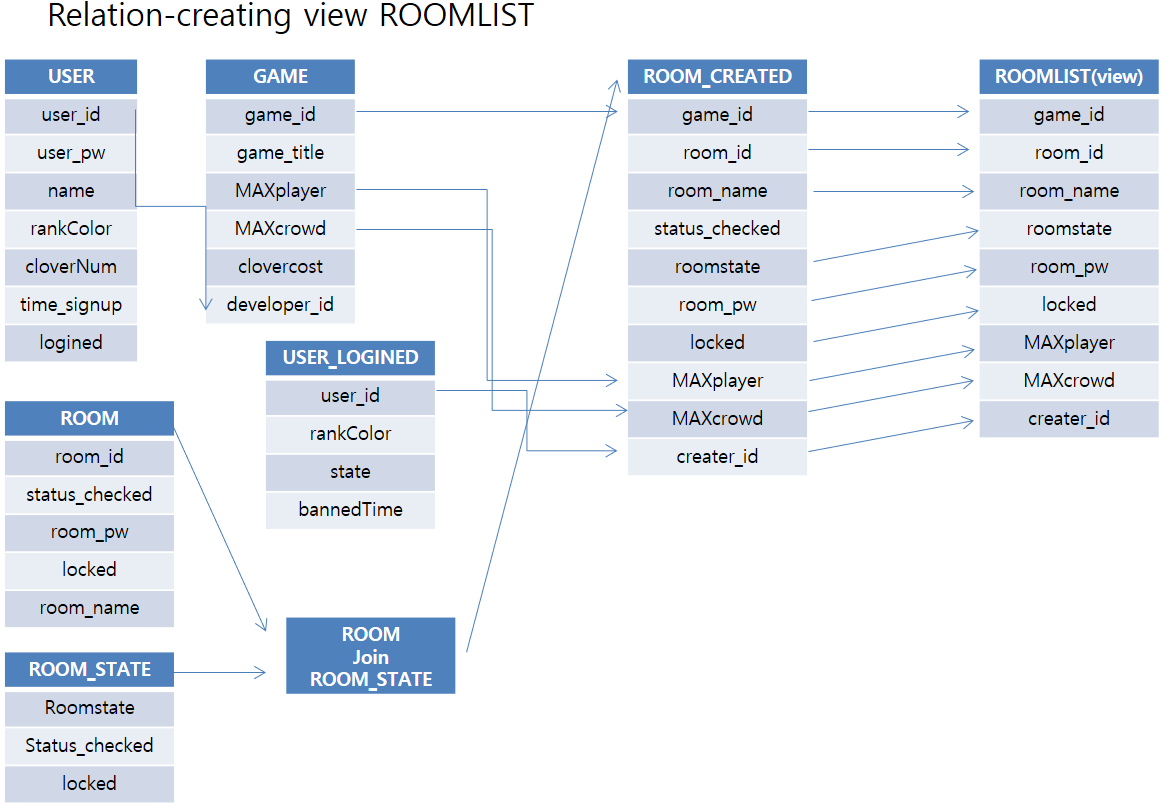 Relation-creating view ROOMLIST
USER
user_id
user_pw
name
rankColor
cloverNum
time_signup
logined
GAME
game_id
game_title
MAXplayer
MAXcrowd
clovercost
developer_id
USER_LOGINED
user_id
rankColor
state
bannedTime
ROOM
room_id
status_checked
room_pw
locked
room_name
ROOM_STATE
Roomstate
Status_checked
locked
ROOM
Join
ROOM_STATE
ROOM_CREATED
game_id
room_id
room_name
status_checked
roomstate
room_pw
locked
MAXplayer
MAXcrowd
creater_id
ROOMLIST(view)
game_id
room_id
room_name
roomstate
room_pw
locked
MAXplayer
MAXcrowd
creater_id